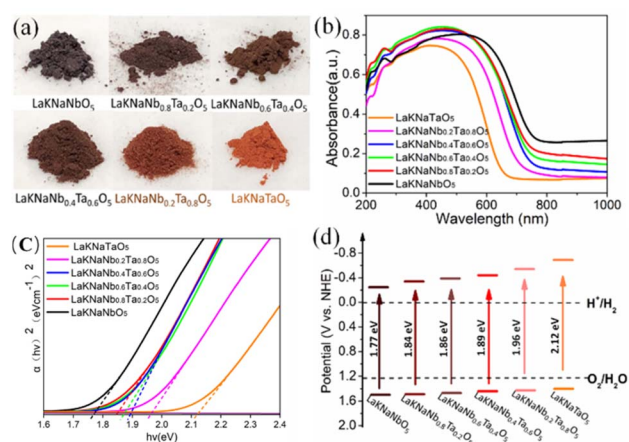 (a)
LaKNaNbO5
LaKNaNb0.8Ta0.2O5
LaKNaNb0.6Ta0.4O5
LaKNaNb0.4Ta0.6O5
LaKNaNb0.2Ta0.8O5
LaKNaTaO5
(b)
Absorbance(a.u.)
0.8
0.6
0.4
0.2
0.0
LaKNaTaO5
LaKNaNb0.2Ta0.8O5
LaKNaNb0.4Ta0.6O5
LaKNaNb0.6Ta0.4O5
LaKNaNb0.8Ta0.2O5
LaKNaNbO5
200 400 600 800 1000
Wavelength (nm)
(C)
α (hv) 2 (eVcm-1) 2
LaKNaTaO5
LaKNaNb0.2Ta0.8O5
LaKNaNb0.4Ta0.6O5
LaKNaNb0.6Ta0.4O5
LaKNaNb0.8Ta0.2O5
LaKNaNbO5
1.6 1.7 1.8 1.9 2.0 2.1 2.2 2.3 2.4
hv(eV)
(d)
Potential (V vs. NHE)
-0.8
-0.4
0.0
0.4
0.8
1.2
1.6
2.0
H+/H2
O2/H2O
1.77 eV
1.84 eV
1.86 eV
1.89 eV
1.96 eV
2.12 eV
LaKNaNbO5
LaKNaNb0.8Ta0.2O5
LaKNaNb0.6Ta0.4O5
LaKNaNb0.4Ta0.6O5
LaKNaNb0.2Ta0.8O5
LaKNaTaO5